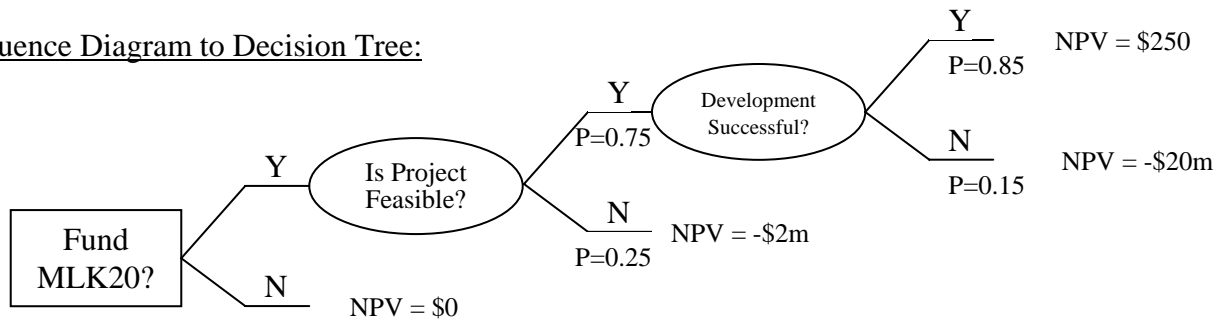 uence Diagram to Decision Tree:
Y
NPV = $250
P=0.85
Development
Successful?
Y
P=0.75
N
NPV = -$20m
P=0.15
Is Project
Feasible?
Y
N
NPV = -$2m
P=0.25
Fund
MLK20?
N
NPV = $0